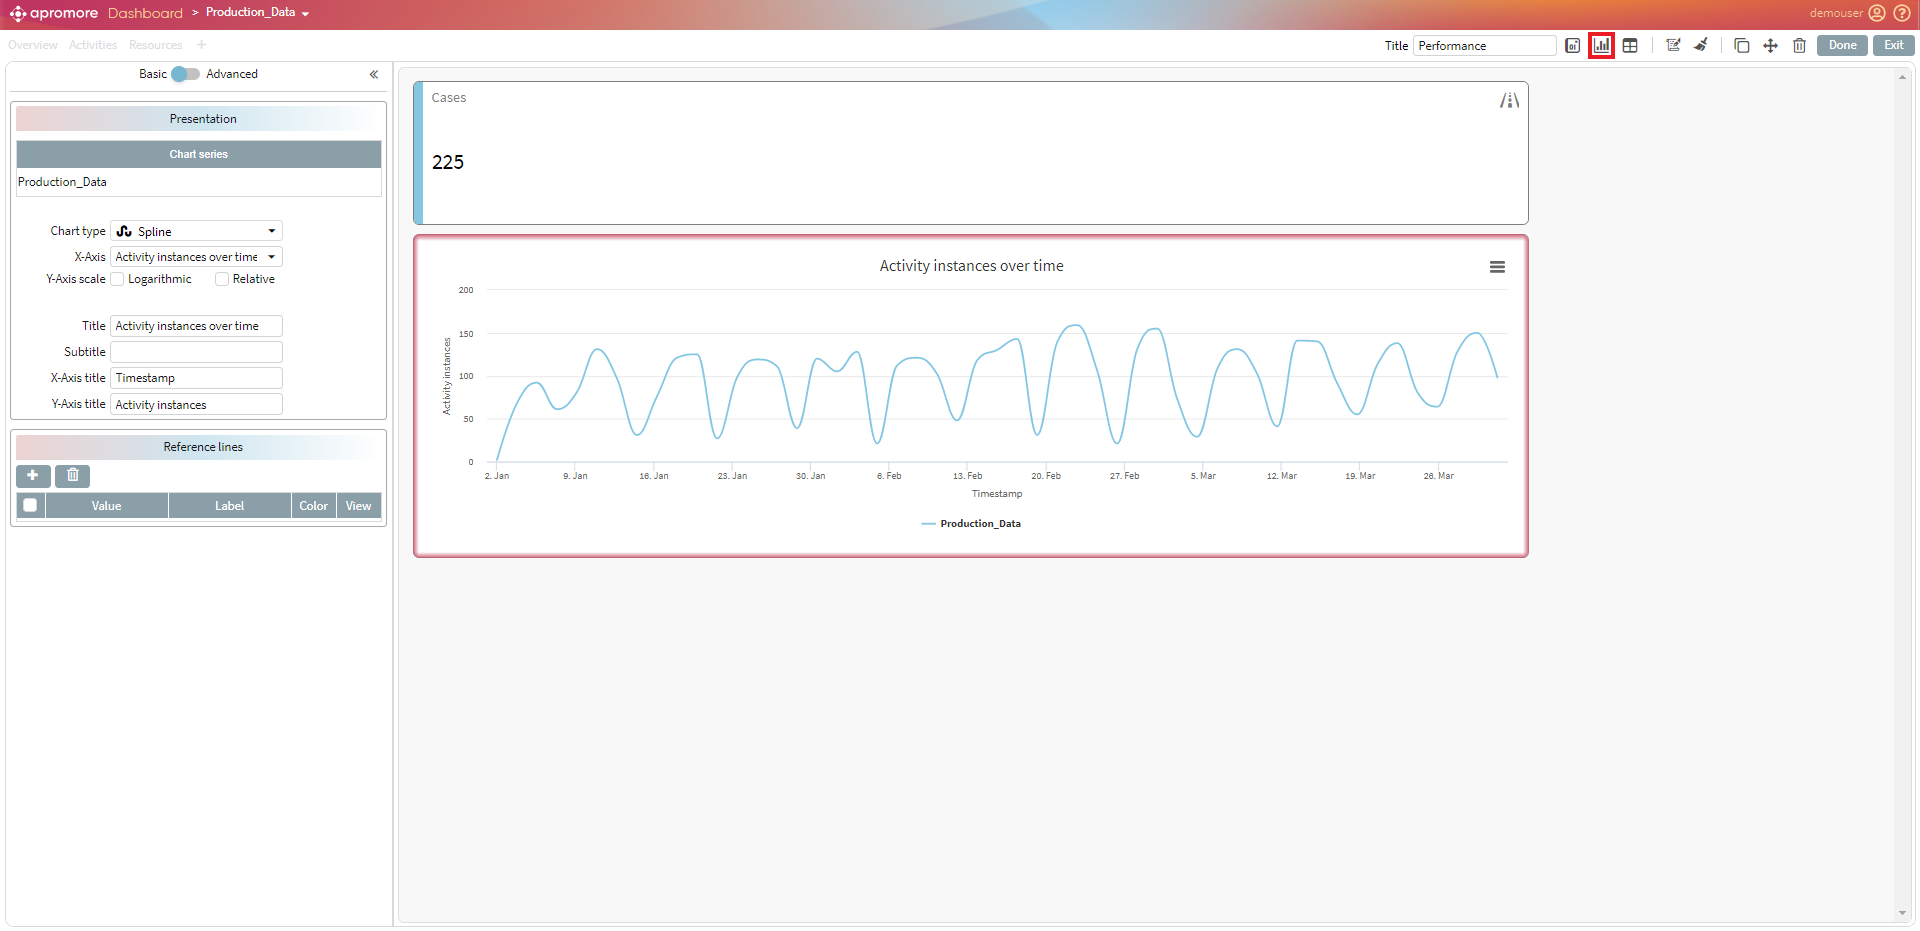 apromore Dashboard > Production_Data
demouser
Overview Activities Resources +
Title Performance
Done Exit
Basic Advanced
Presentation
Chart series
Production_Data
Chart type Spline
X-Axis Activity instances over time
Y-Axis scale Logarithmic Relative
Title Activity instances over time
Subtitle
X-Axis title Timestamp
Y-Axis title Activity instances
Reference lines
Value Label Color View
Cases
225
Activity instances over time
200
150
100
50
0
Activity instances
2. Jan 9. Jan 16. Jan 23. Jan 30. Jan 6. Feb 13. Feb 20. Feb 27. Feb 5. Mar 12. Mar 19. Mar 26. Mar
Timestamp
Production_Data